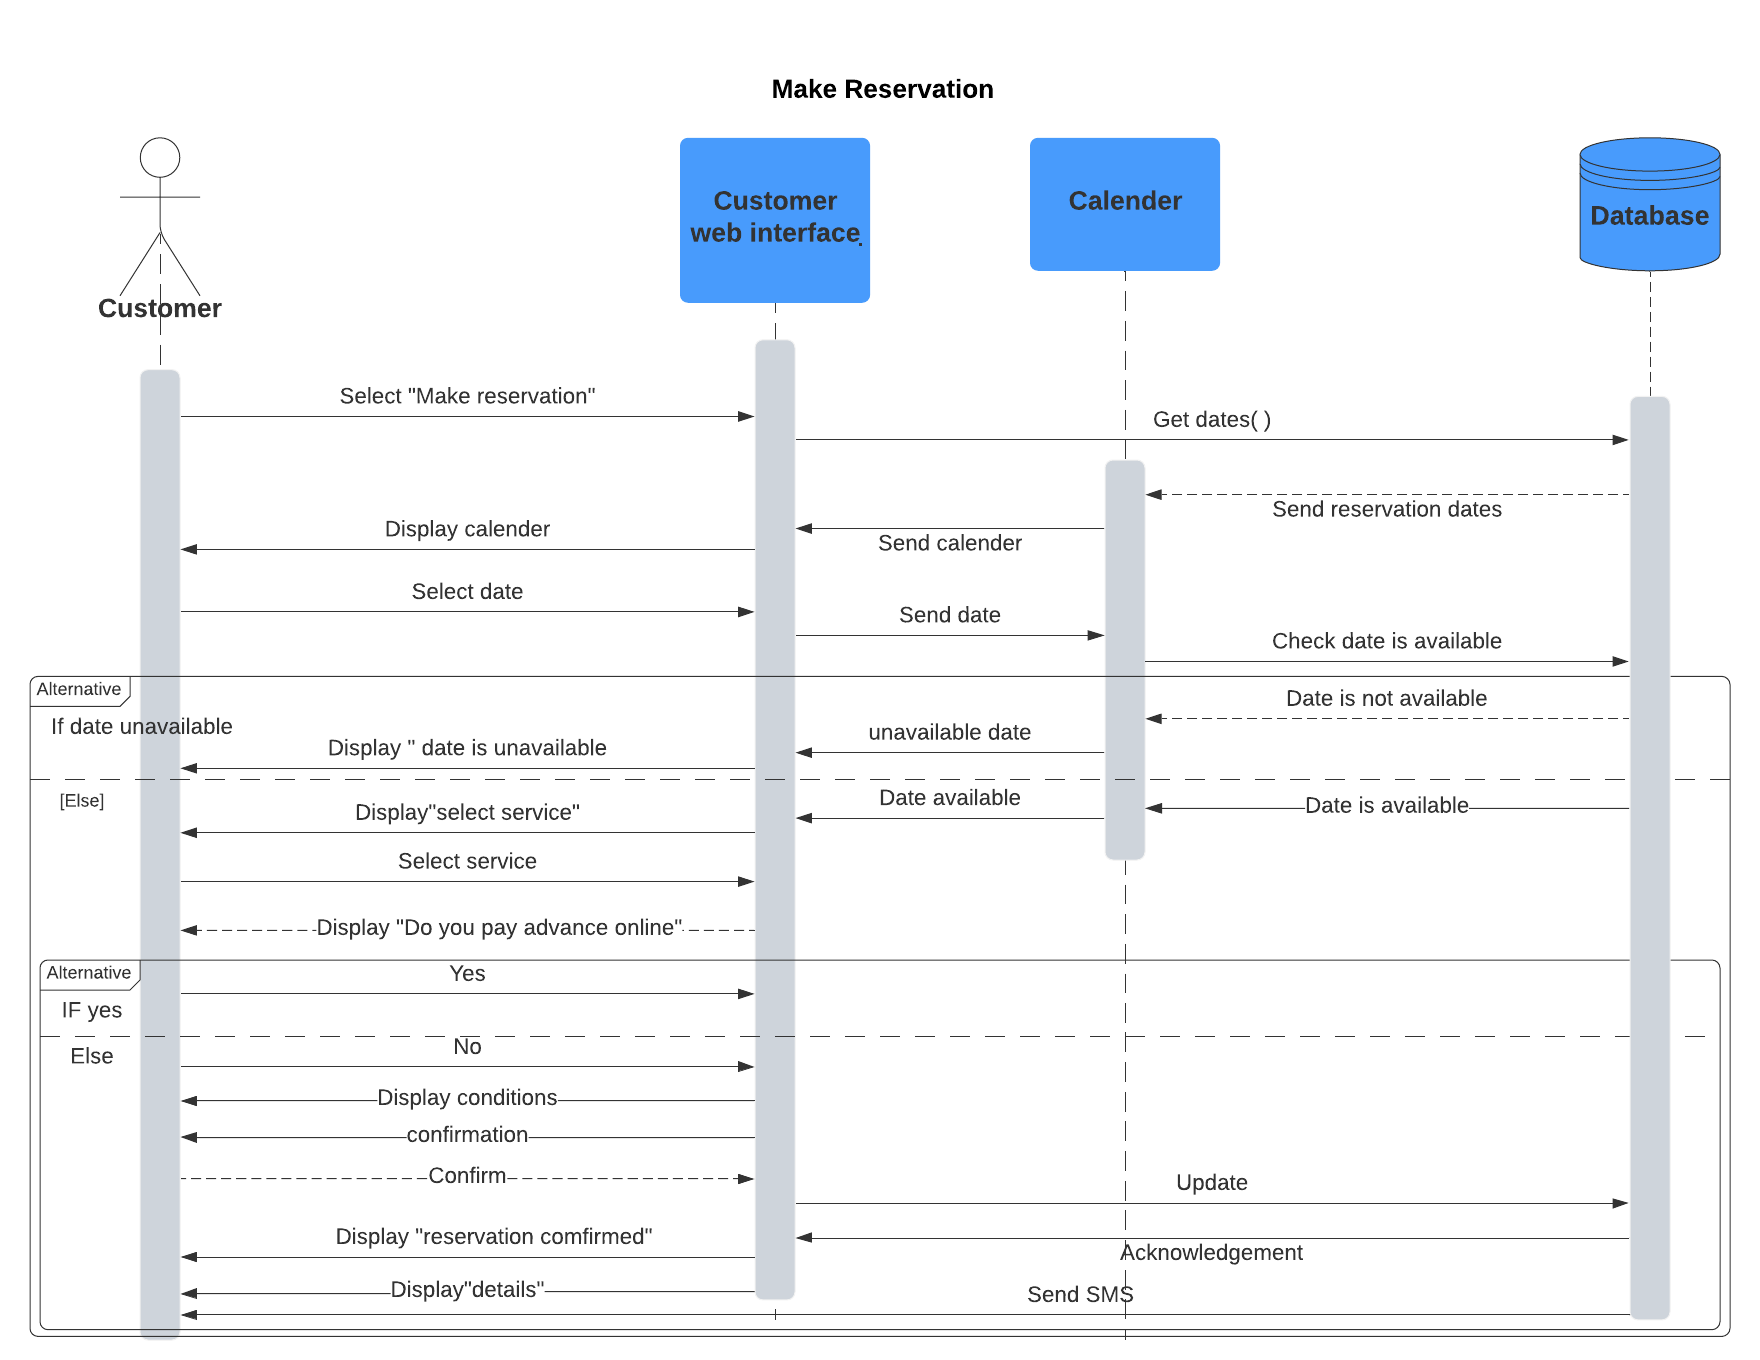 Make Reservation
Customer
Customer
web interface.
Calender
Database
Select "Make reservation"
Get dates( )
Send reservation dates
Display calender
Send calender
Select date
Send date
Check date is available
Alternative
Date is not available
If date unavailable
unavailable date
Display " date is unavailable
[Else]
Date available
Date is available
Display"select service"
Select service
Display "Do you pay advance online"
Alternative
Yes
IF yes
Else
No
Display conditions
confirmation
Confirm
Update
Display "reservation comfirmed"
Acknowledgement
Display"details"
Send SMS